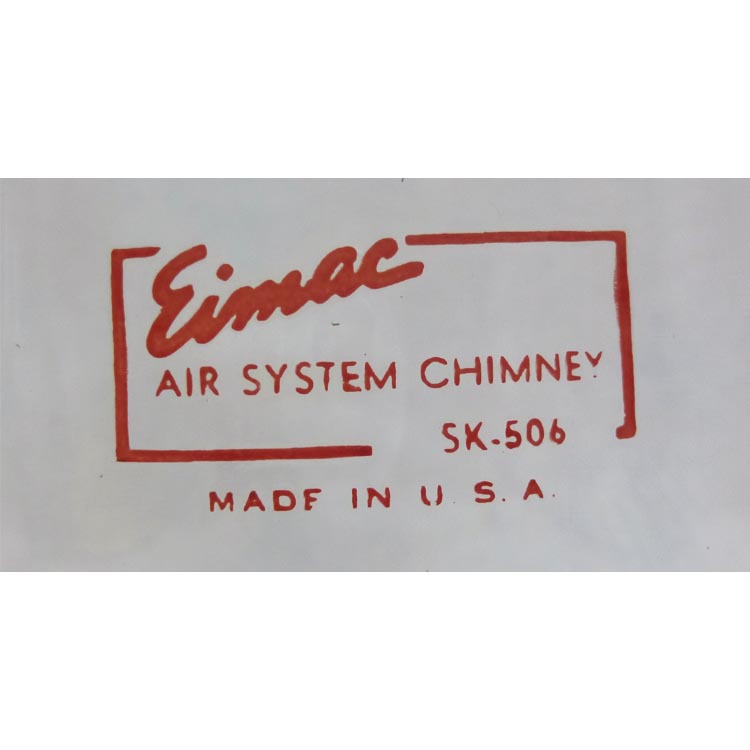 Eimac
AIR SYSTEM CHIMNEY
SK-506
MADE IN U.S.A.